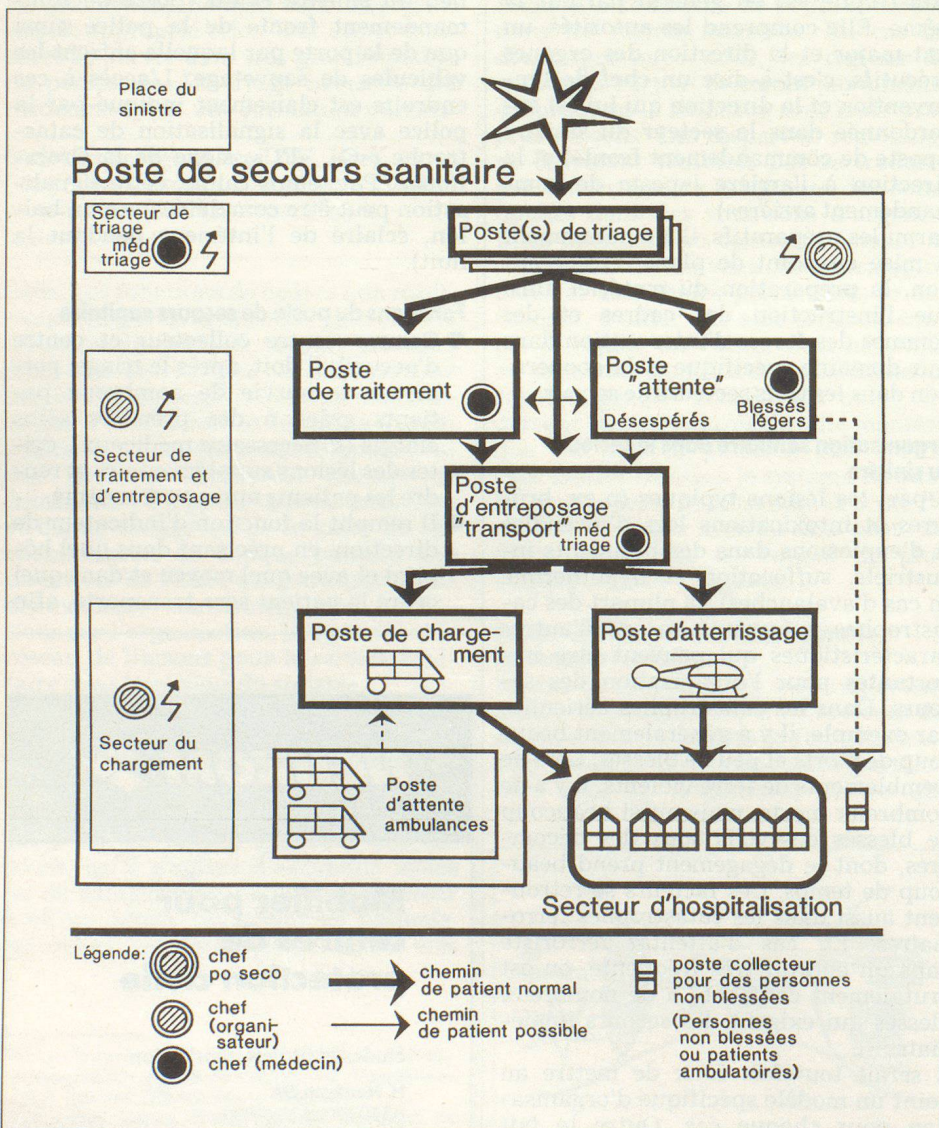 Place du
sinistre
Poste de secours sanitaire
Secteur de
triage
méd
triage
Poste(s) de triage
Poste
de traitement
Poste
"attente"
Désespérés
Blessés
légers
Secteur de
traitement et
d'entreposage
Poste
d'entreposage
"transport"
méd
triage
Poste de charge-
ment
Poste d'atterrissage
Secteur du
chargement
Poste
d'attente
ambulances
Secteur d'hospitalisation
Légende:
chef
po seco
chef
(organi-
sateur)
chef (médecin)
chemin
de patient normal
chemin
de patient possible
poste collecteur
pour des personnes
non blessées
(Personnes
non blessées
ou patients
ambulatoires)